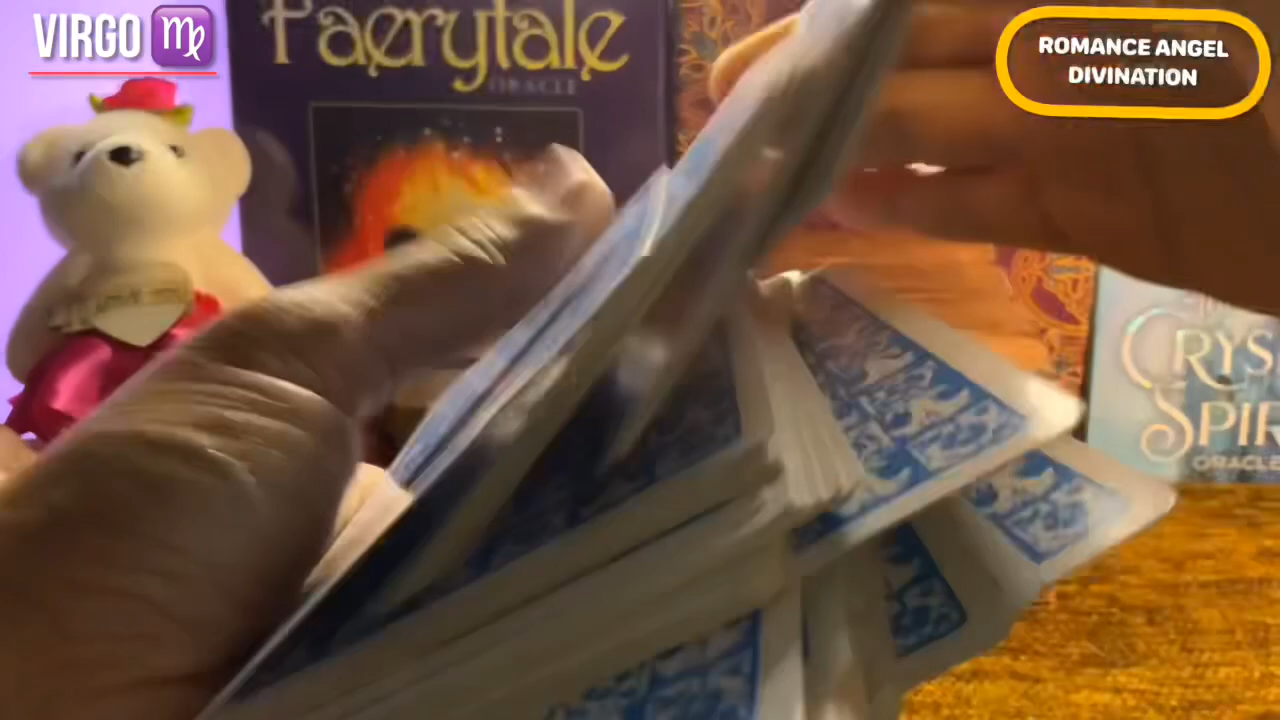 VIRGO ♍
Faerytale
ORACLE
ROMANCE ANGEL
DIVINATION
CRYS
SPIR
ORACLE